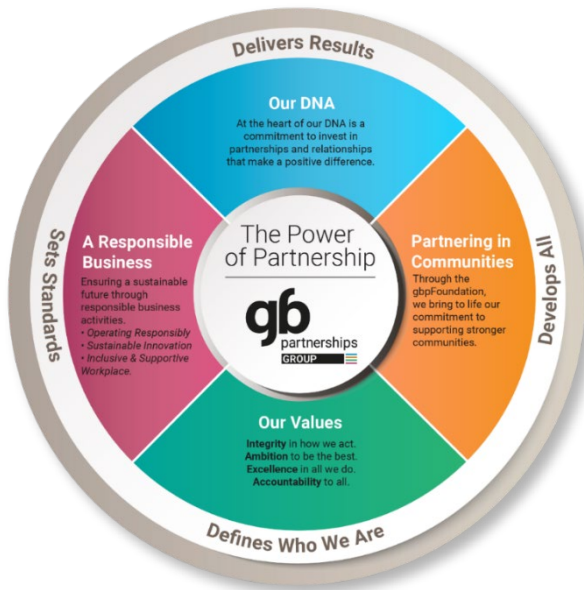 Delivers Results
Our DNA
At the heart of our DNA is a
commitment to invest in
partnerships and relationships
that make a positive difference.
Sets Standards
A Responsible
Business
Ensuring a sustainable
future through
responsible business
activities.
• Operating Responsibly
• Sustainable Innovation
• Inclusive & Supportive
Workplace.
The Power
of Partnership
gb
partnerships
GROUP
Partnering in
Communities
Through the
gbpFoundation,
we bring to life our
commitment to
supporting stronger
communities.
Develops All
Our Values
Integrity in how we act.
Ambition to be the best.
Excellence in all we do.
Accountability to all.
Defines Who We Are